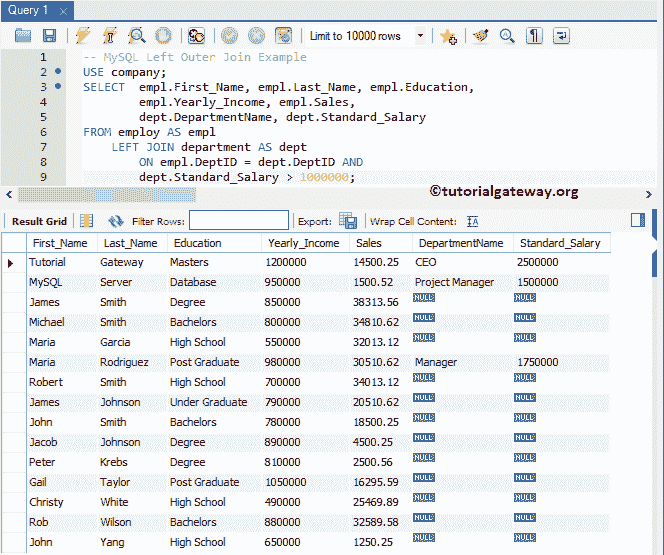 Query 1
Limit to 10000 rows
1 -- MySQL Left Outer Join Example
2 USE company;
3 SELECT empl.First_Name, empl.Last_Name, empl.Education,
4 empl.Yearly_Income, empl.Sales,
5 dept.DepartmentName, dept.Standard_Salary
6 FROM employ AS empl
7 LEFT JOIN department AS dept
8 ON empl.DeptID = dept.DeptID AND
9 dept.Standard_Salary > 1000000;
©tutorialgateway.org
Result Grid Filter Rows: Export: Wrap Cell Content: IA
First_Name Last_Name Education Yearly_Income Sales DepartmentName Standard_Salary
Tutorial Gateway Masters 1200000 14500.25 CEO 2500000
MySQL Server Database 950000 1500.52 Project Manager 1500000
James Smith Degree 850000 38313.56 NULL NULL
Michael Smith Bachelors 800000 34810.62 NULL NULL
Maria Garcia High School 550000 32013.12 NULL NULL
Maria Rodriguez Post Graduate 980000 30510.62 Manager 1750000
Robert Smith High School 700000 34013.12 NULL NULL
James Johnson Under Graduate 790000 20510.62 NULL NULL
John Smith Bachelors 780000 18500.25 NULL NULL
Jacob Johnson Degree 890000 4500.25 NULL NULL
Peter Krebs Degree 810000 2500.56 NULL NULL
Gail Taylor Post Graduate 1050000 16295.59 NULL NULL
Christy White High School 490000 25469.89 NULL NULL
Rob Wilson Bachelors 880000 32589.58 NULL NULL
John Yang High School 650000 1250.25 NULL NULL